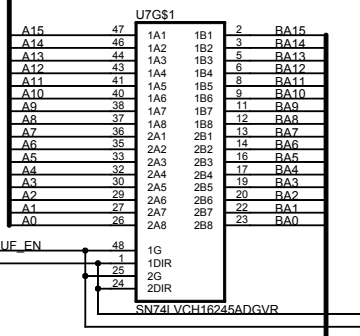 U7G$1
A15 47 1A1 1B1 2 BA15
A14 46 1A2 1B2 3 BA14
A13 44 1A3 1B3 5 BA13
A12 43 1A4 1B4 6 BA12
A11 41 1A5 1B5 8 BA11
A10 40 1A6 1B6 9 BA10
A9 38 1A7 1B7 11 BA9
A8 37 1A8 1B8 12 BA8
A7 36 2A1 2B1 13 BA7
A6 35 2A2 2B2 14 BA6
A5 33 2A3 2B3 16 BA5
A4 32 2A4 2B4 17 BA4
A3 30 2A5 2B5 19 BA3
A2 29 2A6 2B6 20 BA2
A1 27 2A7 2B7 22 BA1
A0 26 2A8 2B8 23 BA0
UF_EN 48 1G
1 1DIR
25 2G
24 2DIR
SN74LVCH16245ADGVR